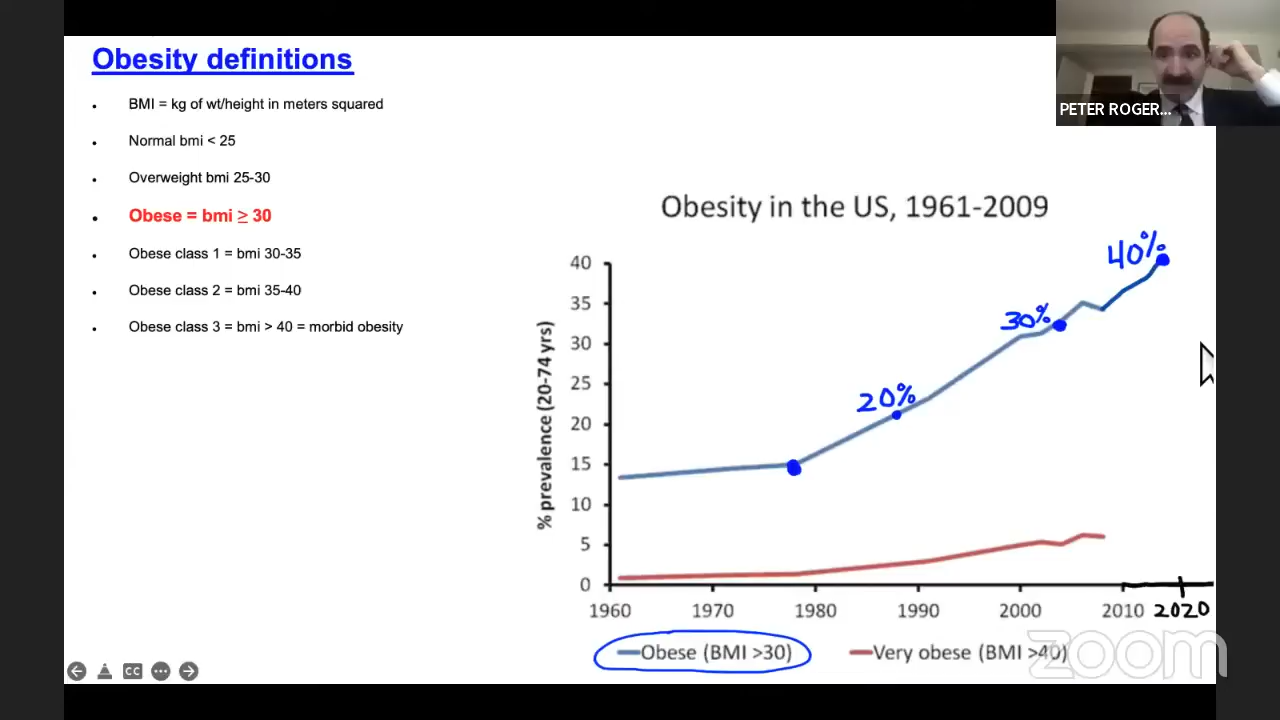 Obesity definitions
PETER ROGER...
• BMI = kg of wt/height in meters squared
• Normal bmi < 25
• Overweight bmi 25-30
• Obese = bmi ≥ 30
• Obese class 1 = bmi 30-35
• Obese class 2 = bmi 35-40
• Obese class 3 = bmi > 40 = morbid obesity
Obesity in the US, 1961-2009
% prevalence (20-74 yrs)
40
35
30
25
20
15
10
5
0
20%
30%
40%
1960 1970 1980 1990 2000 2010 2020
Obese (BMI >30) Very obese (BMI >40)
CC
zoom